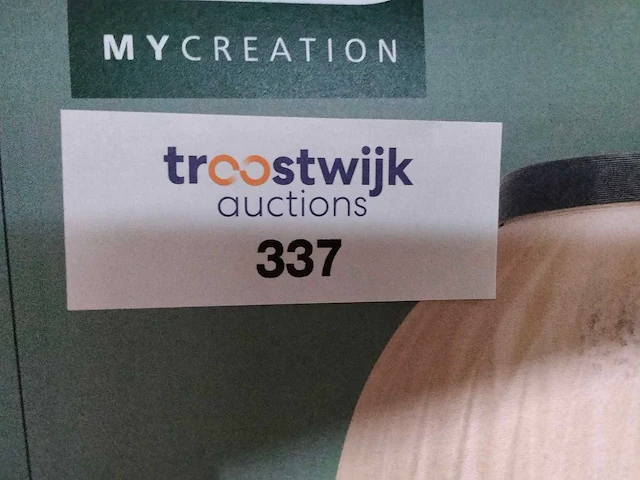 MYCREATION
troostwijk
auctions
337